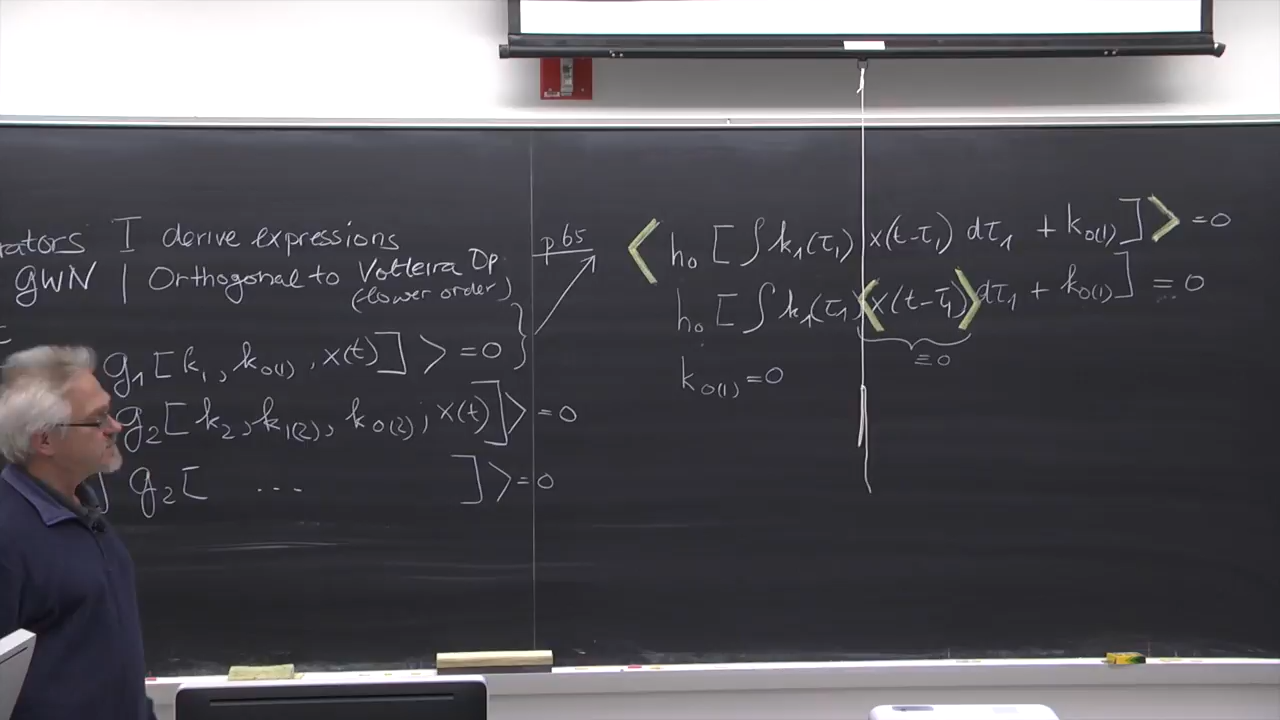 rators I derive expressions
GWN | Orthogonal to Volterra Op.
(lower order)
g₁[k₁, k₀₍₁₎, x(t)]> = 0
g₂[k₂, k₁₍₂₎, k₀₍₂₎; x(t)]> = 0
] g₂[ ... ]> = 0
p 65
<h₀[∫k₁(τ₁) x(t-τ₁) dτ₁ + k₀₍₁₎]> = 0
h₀[∫k₁(τ₁)<x(t-τ₁)>dτ₁ + k₀₍₁₎] = 0
≡0
k₀₍₁₎ = 0